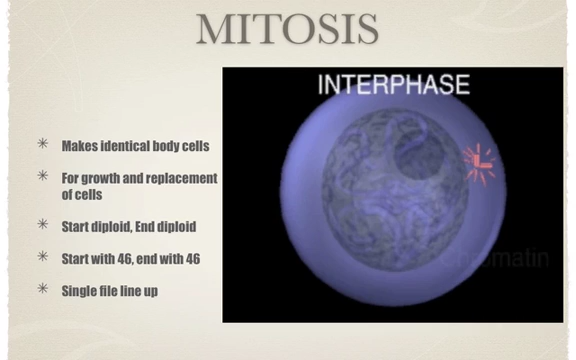 MITOSIS
INTERPHASE
Makes identical body cells
For growth and replacement
of cells
Start diploid, End diploid
Start with 46, end with 46
Single file line up
Chromatin